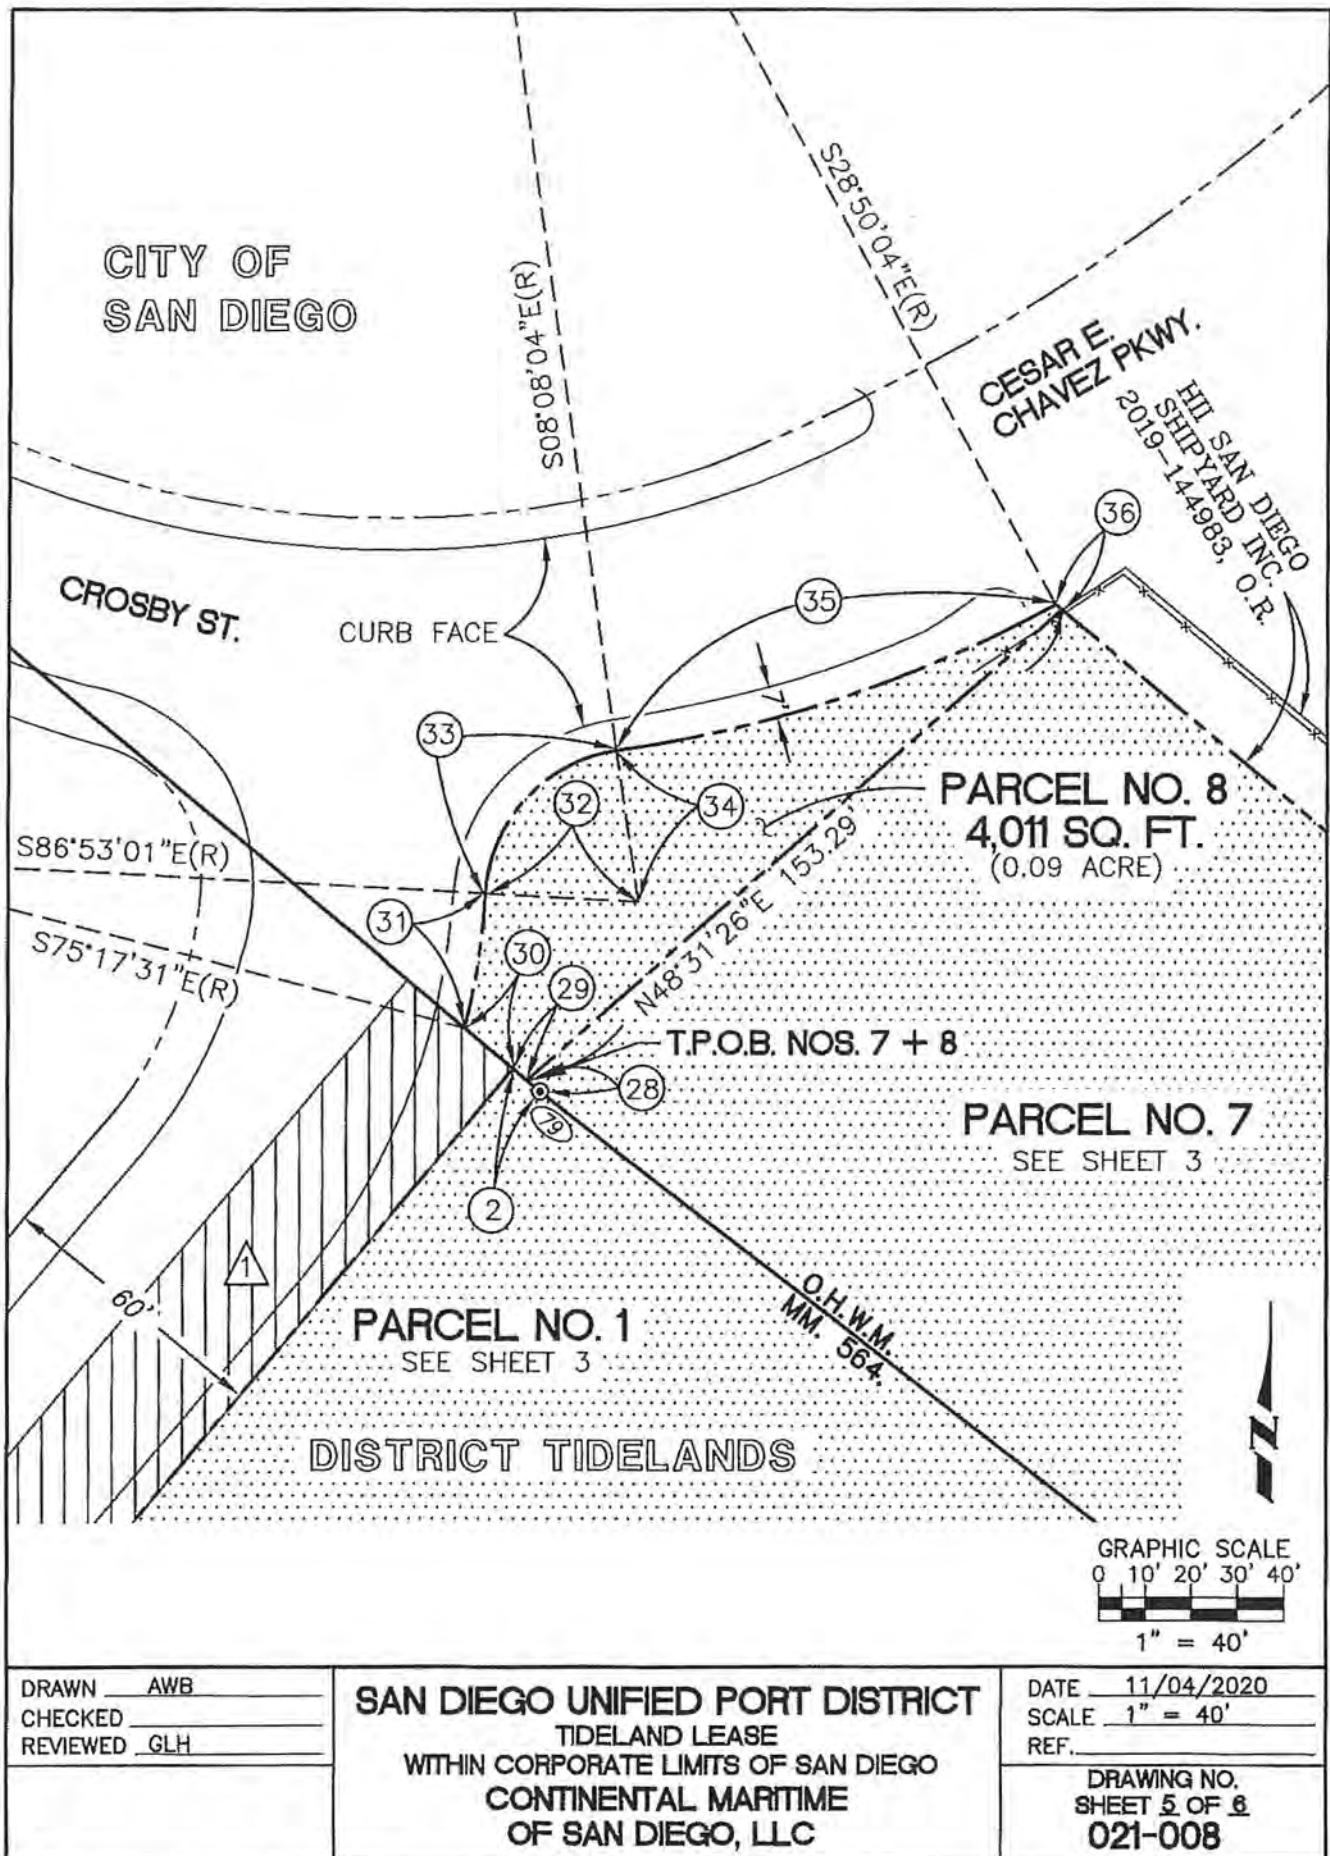 CITY OF
SAN DIEGO
S08°08'04"E(R)
S28°50'04"E(R)
CESAR E.
CHAVEZ PKWY.
HII SAN DIEGO
SHIPYARD INC.
2019-144983, O.R.
36
CROSBY ST.
CURB FACE
35
7'
33
32
34
PARCEL NO. 8
4,011 SQ. FT.
(0.09 ACRE)
S86°53'01"E(R)
S75°17'31"E(R)
31
30
29
N48°31'26"E 153.29'
T.P.O.B. NOS. 7 + 8
28
79
2
PARCEL NO. 7
SEE SHEET 3
1
60'
PARCEL NO. 1
SEE SHEET 3
O.H.W.M.
MM. 564.
DISTRICT TIDELANDS
GRAPHIC SCALE
0 10' 20' 30' 40'
1" = 40'
DRAWN AWB
CHECKED
REVIEWED GLH
SAN DIEGO UNIFIED PORT DISTRICT
TIDELAND LEASE
WITHIN CORPORATE LIMITS OF SAN DIEGO
CONTINENTAL MARITIME
OF SAN DIEGO, LLC
DATE 11/04/2020
SCALE 1" = 40'
REF.
DRAWING NO.
SHEET 5 OF 6
021-008